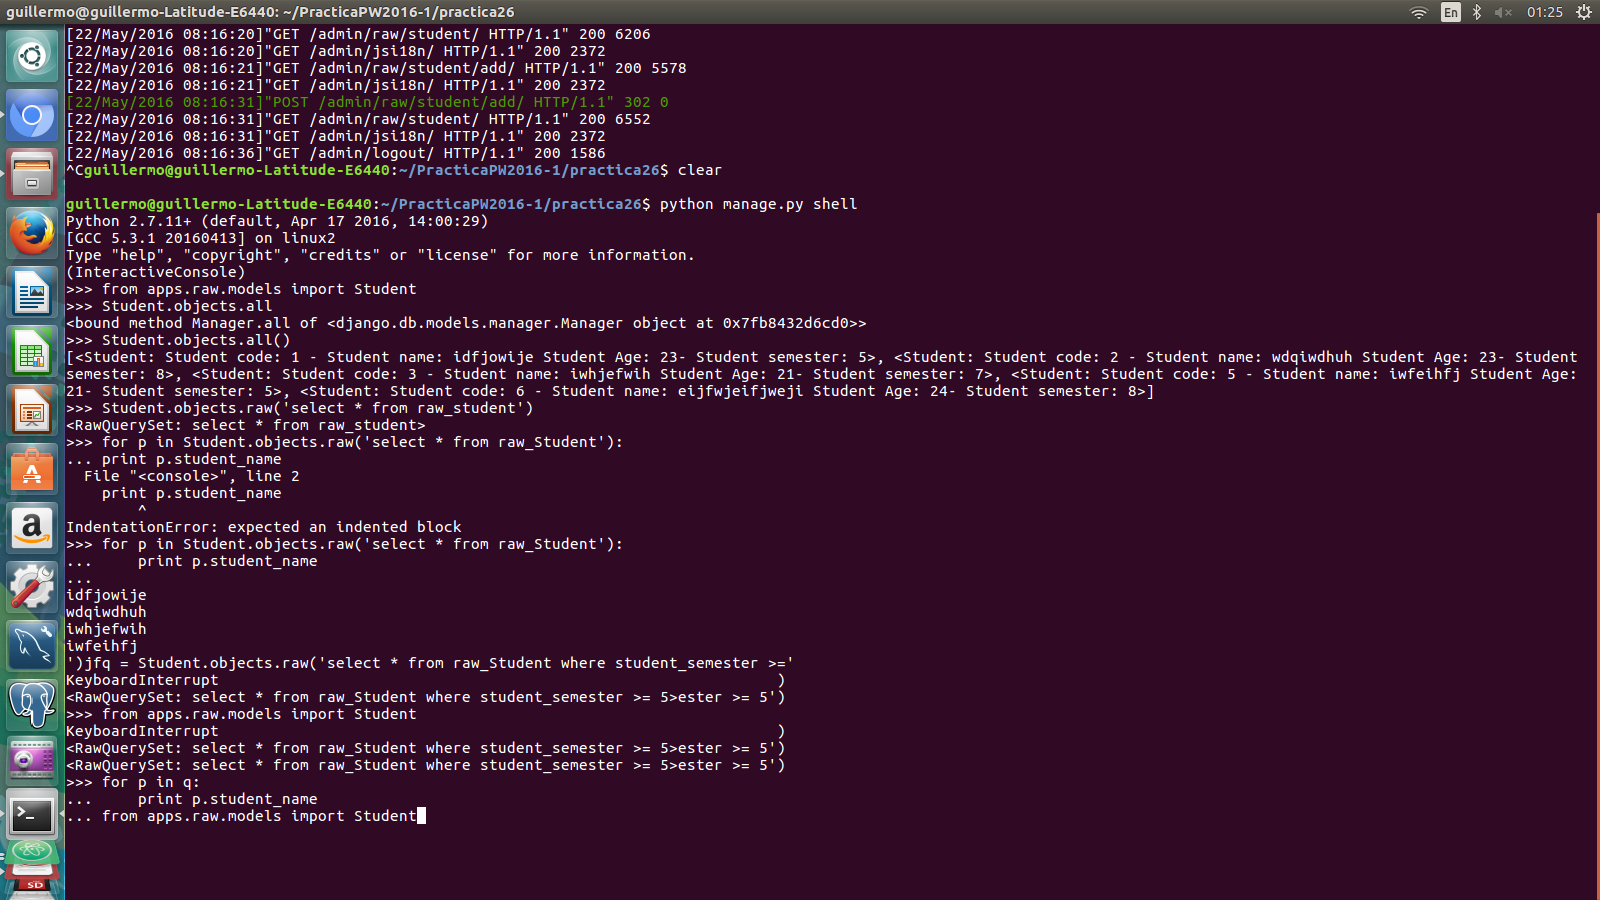 guillermo@guillermo-Latitude-E6440: ~/PracticaPW2016-1/practica26
En
01:25
[22/May/2016 08:16:20]"GET /admin/raw/student/ HTTP/1.1" 200 6206
[22/May/2016 08:16:20]"GET /admin/jsi18n/ HTTP/1.1" 200 2372
[22/May/2016 08:16:21]"GET /admin/raw/student/add/ HTTP/1.1" 200 5578
[22/May/2016 08:16:21]"GET /admin/jsi18n/ HTTP/1.1" 200 2372
[22/May/2016 08:16:31]"POST /admin/raw/student/add/ HTTP/1.1" 302 0
[22/May/2016 08:16:31]"GET /admin/raw/student/ HTTP/1.1" 200 6552
[22/May/2016 08:16:31]"GET /admin/jsi18n/ HTTP/1.1" 200 2372
[22/May/2016 08:16:36]"GET /admin/logout/ HTTP/1.1" 200 1586
^Cguillermo@guillermo-Latitude-E6440:~/PracticaPW2016-1/practica26$ clear
guillermo@guillermo-Latitude-E6440:~/PracticaPW2016-1/practica26$ python manage.py shell
Python 2.7.11+ (default, Apr 17 2016, 14:00:29)
[GCC 5.3.1 20160413] on linux2
Type "help", "copyright", "credits" or "license" for more information.
(InteractiveConsole)
>>> from apps.raw.models import Student
>>> Student.objects.all
<bound method Manager.all of <django.db.models.manager.Manager object at 0x7fb8432d6cd0>>
>>> Student.objects.all()
[<Student: Student code: 1 - Student name: idfjowije Student Age: 23- Student semester: 5>, <Student: Student code: 2 - Student name: wdqiwdhuh Student Age: 23- Student
semester: 8>, <Student: Student code: 3 - Student name: iwhjefwih Student Age: 21- Student semester: 7>, <Student: Student code: 5 - Student name: iwfeihfj Student Age:
21- Student semester: 5>, <Student: Student code: 6 - Student name: eijfwjeifjweji Student Age: 24- Student semester: 8>]
>>> Student.objects.raw('select * from raw_student')
<RawQuerySet: select * from raw_student>
>>> for p in Student.objects.raw('select * from raw_Student'):
... print p.student_name
  File "<console>", line 2
    print p.student_name
        ^
IndentationError: expected an indented block
>>> for p in Student.objects.raw('select * from raw_Student'):
...     print p.student_name
...
idfjowije
wdqiwdhuh
iwhjefwih
iwfeihfj
')jfq = Student.objects.raw('select * from raw_Student where student_semester >='
KeyboardInterrupt                                                              )
<RawQuerySet: select * from raw_Student where student_semester >= 5>ester >= 5')
>>> from apps.raw.models import Student
KeyboardInterrupt                                                              )
<RawQuerySet: select * from raw_Student where student_semester >= 5>ester >= 5')
<RawQuerySet: select * from raw_Student where student_semester >= 5>ester >= 5')
>>> for p in q:
...     print p.student_name
... from apps.raw.models import Student
SD